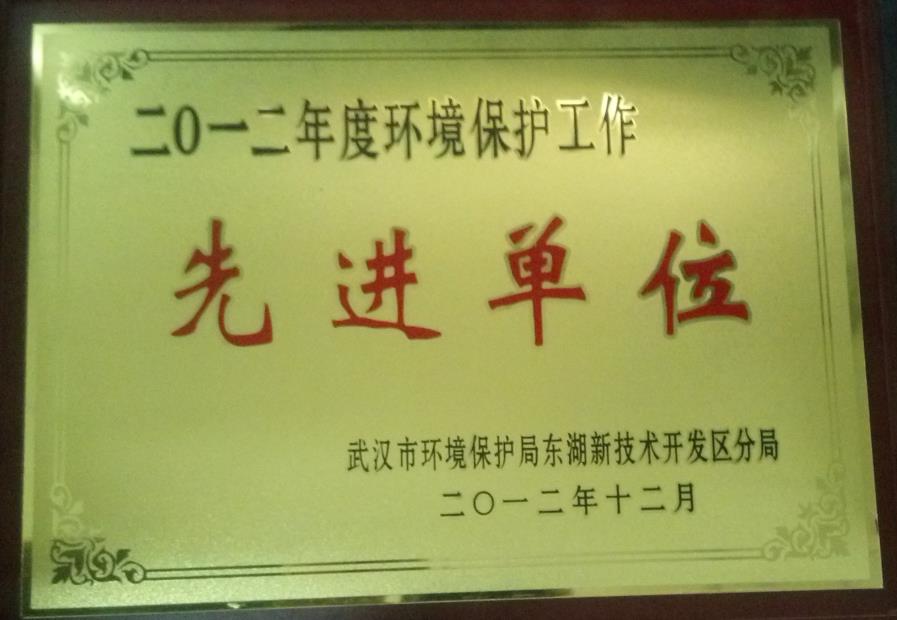 二〇一二年度环境保护工作
先进单位
武汉市环境保护局东湖新技术开发区分局
二〇一二年十二月